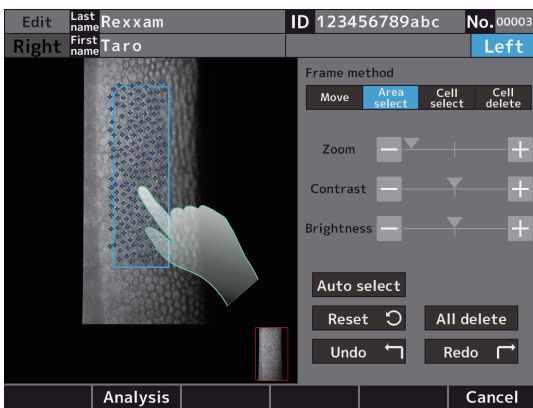 Edit Last name Rexxam ID 123456789abc No. 00003
Right First name Taro Left
Frame method
Move Area select Cell select Cell delete
Zoom
Contrast
Brightness
Auto select
Reset All delete
Undo Redo
Analysis Cancel